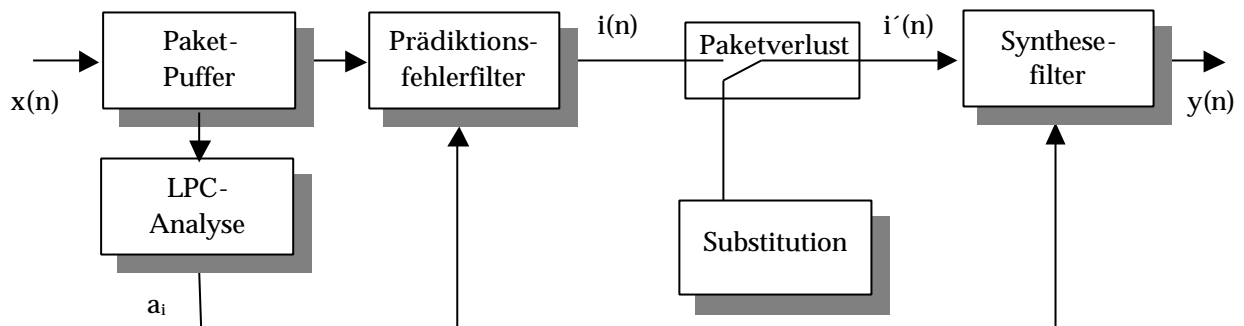 Paket-
Puffer
x(n)
Prädiktions-
fehlerfilter
i(n)
Paketverlust
i´(n)
Synthese-
filter
y(n)
LPC-
Analyse
Substitution
ai